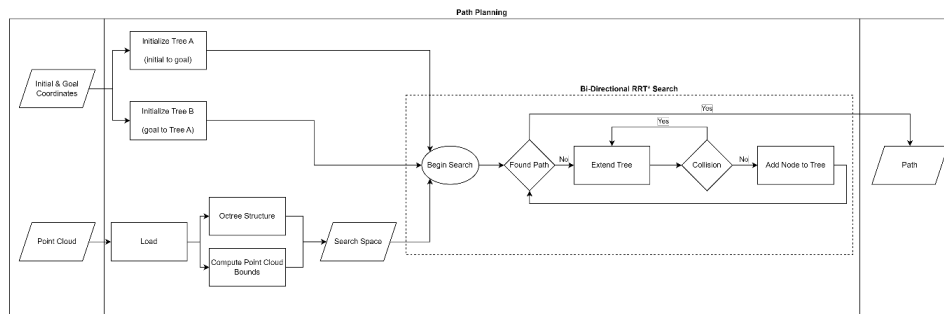 Path Planning
Initialize Tree A
(initial to goal)
Initial & Goal
Coordinates
Initialize Tree B
(goal to Tree A)
Bi-Directional RRT* Search
Yes
Yes
Begin Search
Found Path
No
Extend Tree
Collision
No
Add Node to Tree
Path
Octree Structure
Point Cloud
Load
Search Space
Compute Point Cloud
Bounds